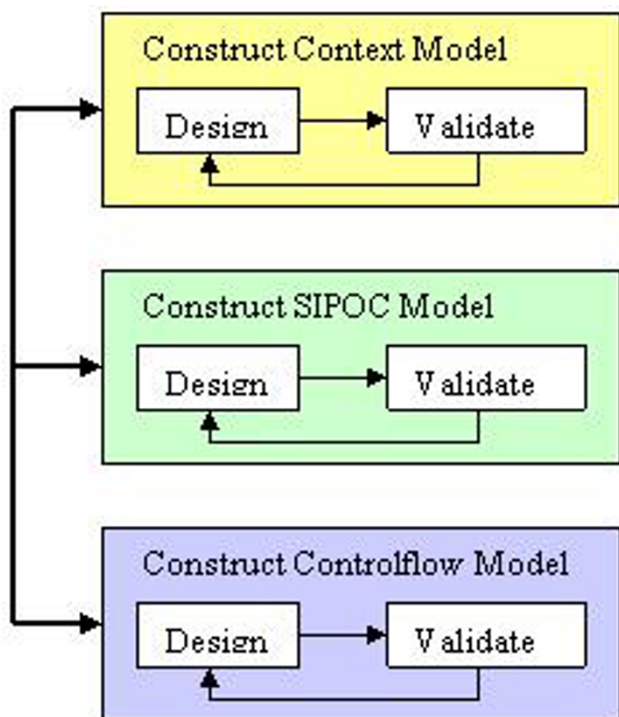 Construct Context Model
Design
Validate
Construct SIPOC Model
Design
Validate
Construct Controlflow Model
Design
Validate